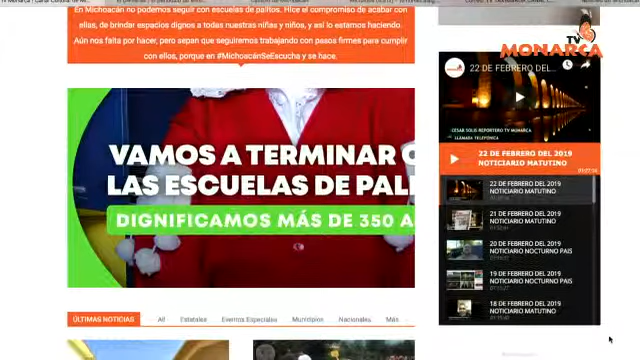 En Michoacán no podemos seguir con escuelas de palitos. Hice el compromiso de acabar con
ellas, de brindar espacios dignos a todas nuestras niñas y niños, y así lo estamos haciendo.
Aún nos falta por hacer, pero sepan que seguiremos trabajando con pasos firmes para cumplir
con ellos, porque en #MichoacánSeEscucha y se hace.
VAMOS A TERMINAR C
LAS ESCUELAS DE PALI
DIGNIFICAMOS MÁS DE 350 A
ÚLTIMAS NOTICIAS
All Estatales Eventos Especiales Municipios Nacionales Más
TV
MONARCA
22 DE FEBRERO DEL...
CESAR SOLIS REPORTERO TV MONARCA
LLAMADA TELEFONICA
22 DE FEBRERO DEL 2019
NOTICIARIO MATUTINO
22 DE FEBRERO DEL 2019
NOTICIARIO MATUTINO
21 DE FEBRERO DEL 2019
NOTICIARIO MATUTINO
20 DE FEBRERO DEL 2019
NOTICIARIO NOCTURNO PAIS
19 DE FEBRERO DEL 2019
NOTICIARIO NOCTURNO PAIS
18 DE FEBRERO DEL 2019
NOTICIARIO MATUTINO